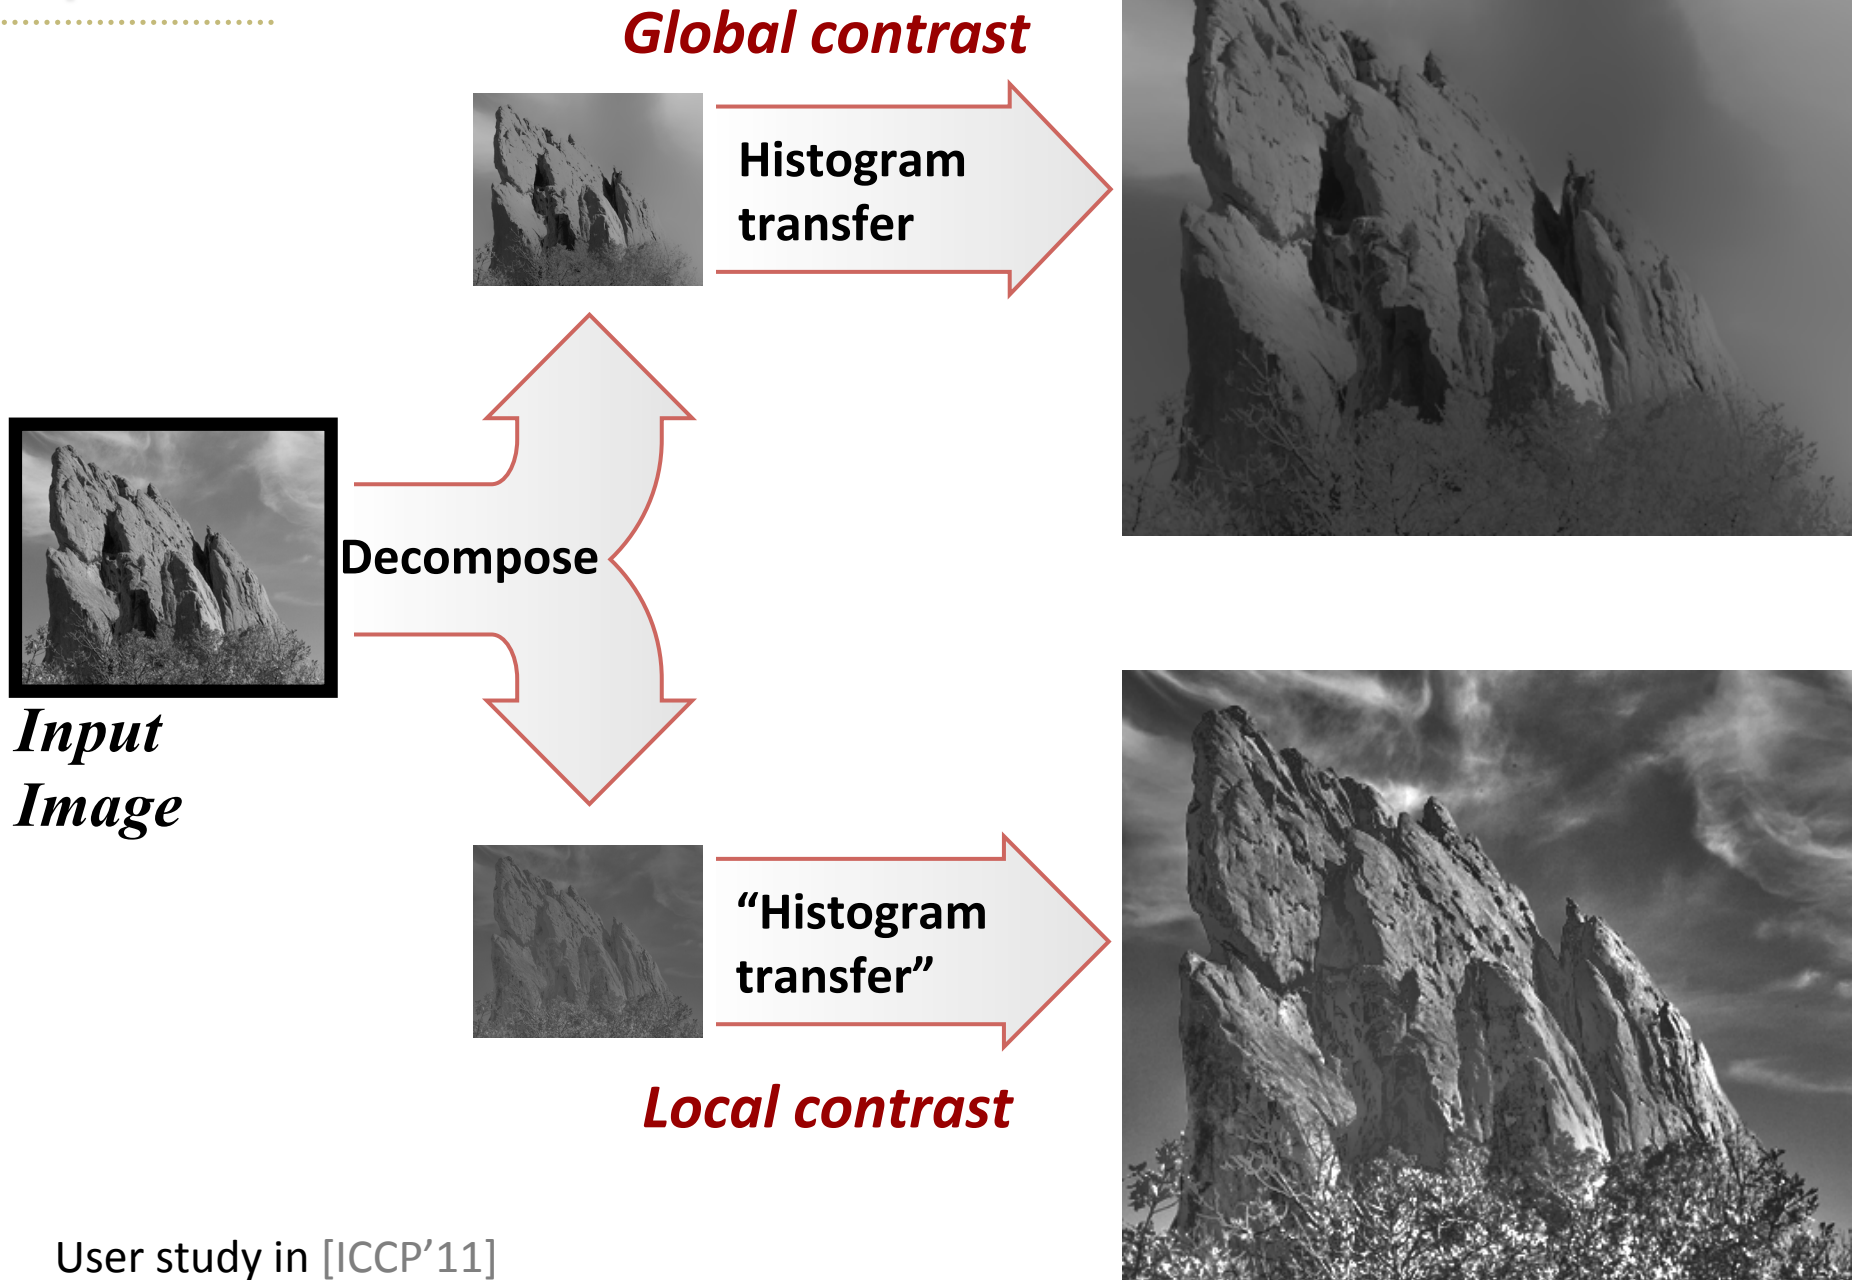 Global contrast
Histogram
transfer
Decompose
Input
Image
“Histogram
transfer”
Local contrast
User study in [ICCP’11]